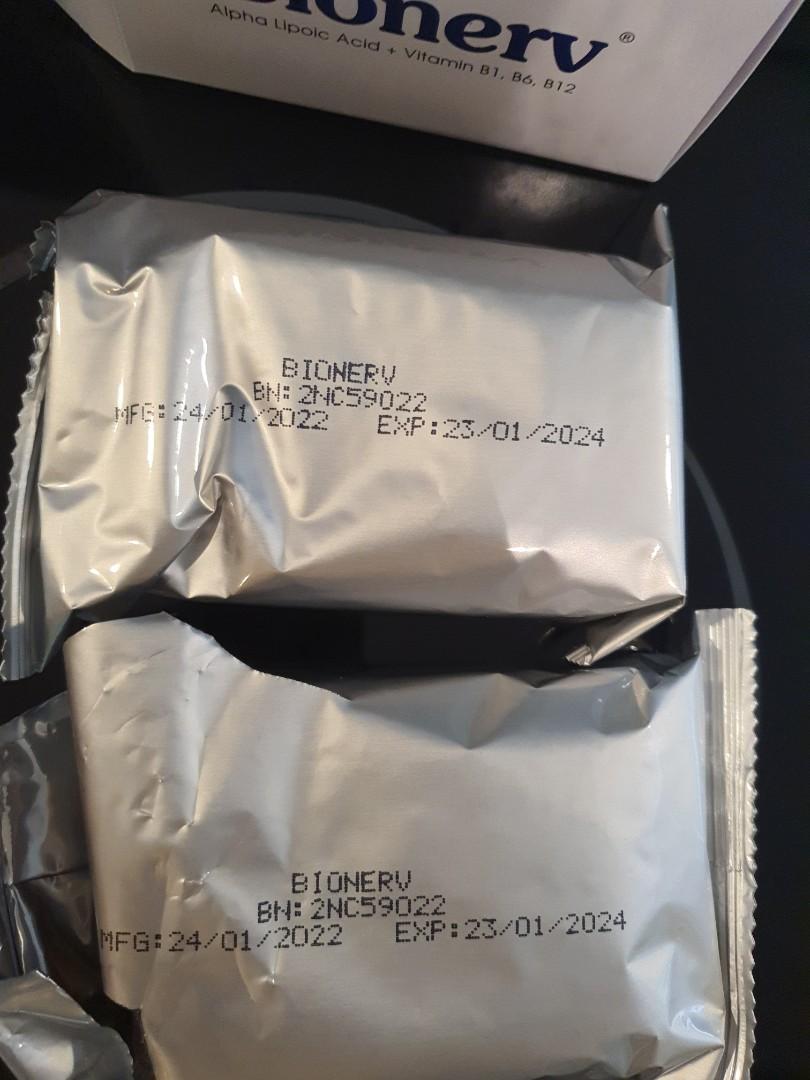 Bionerv®
Alpha Lipoic Acid + Vitamin B1, B6, B12
BIONERV
BN: 2NC59022
MFG:24/01/2022 EXP:23/01/2024
BIONERV
BN: 2NC59022
MFG:24/01/2022 EXP:23/01/2024